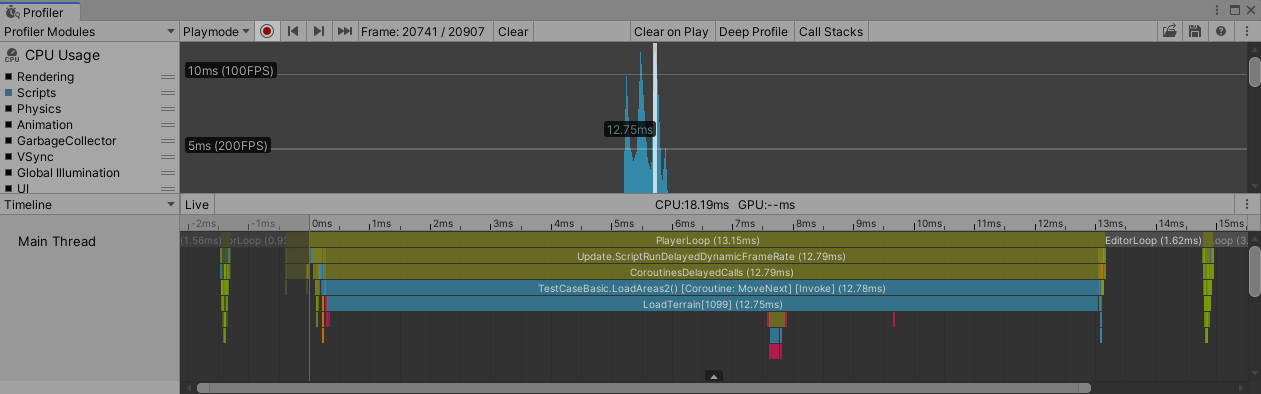 Profiler
Profiler Modules
Playmode
Frame: 20741 / 20907
Clear
Clear on Play
Deep Profile
Call Stacks
CPU Usage
Rendering
Scripts
Physics
Animation
GarbageCollector
VSync
Global Illumination
UI
10ms (100FPS)
12.75ms
5ms (200FPS)
Timeline
Live
CPU:18.19ms GPU:--ms
-2ms -1ms 0ms 1ms 2ms 3ms 4ms 5ms 6ms 7ms 8ms 9ms 10ms 11ms 12ms 13ms 14ms 15ms
Main Thread
(1.56ms) orLoop (0.93 PlayerLoop (13.15ms) EditorLoop (1.62ms) oop (3.
Update.ScriptRunDelayedDynamicFrameRate (12.79ms)
CoroutinesDelayedCalls (12.79ms)
TestCaseBasic.LoadAreas2() [Coroutine: MoveNext] [Invoke] (12.78ms)
LoadTerrain[1099] (12.75ms)